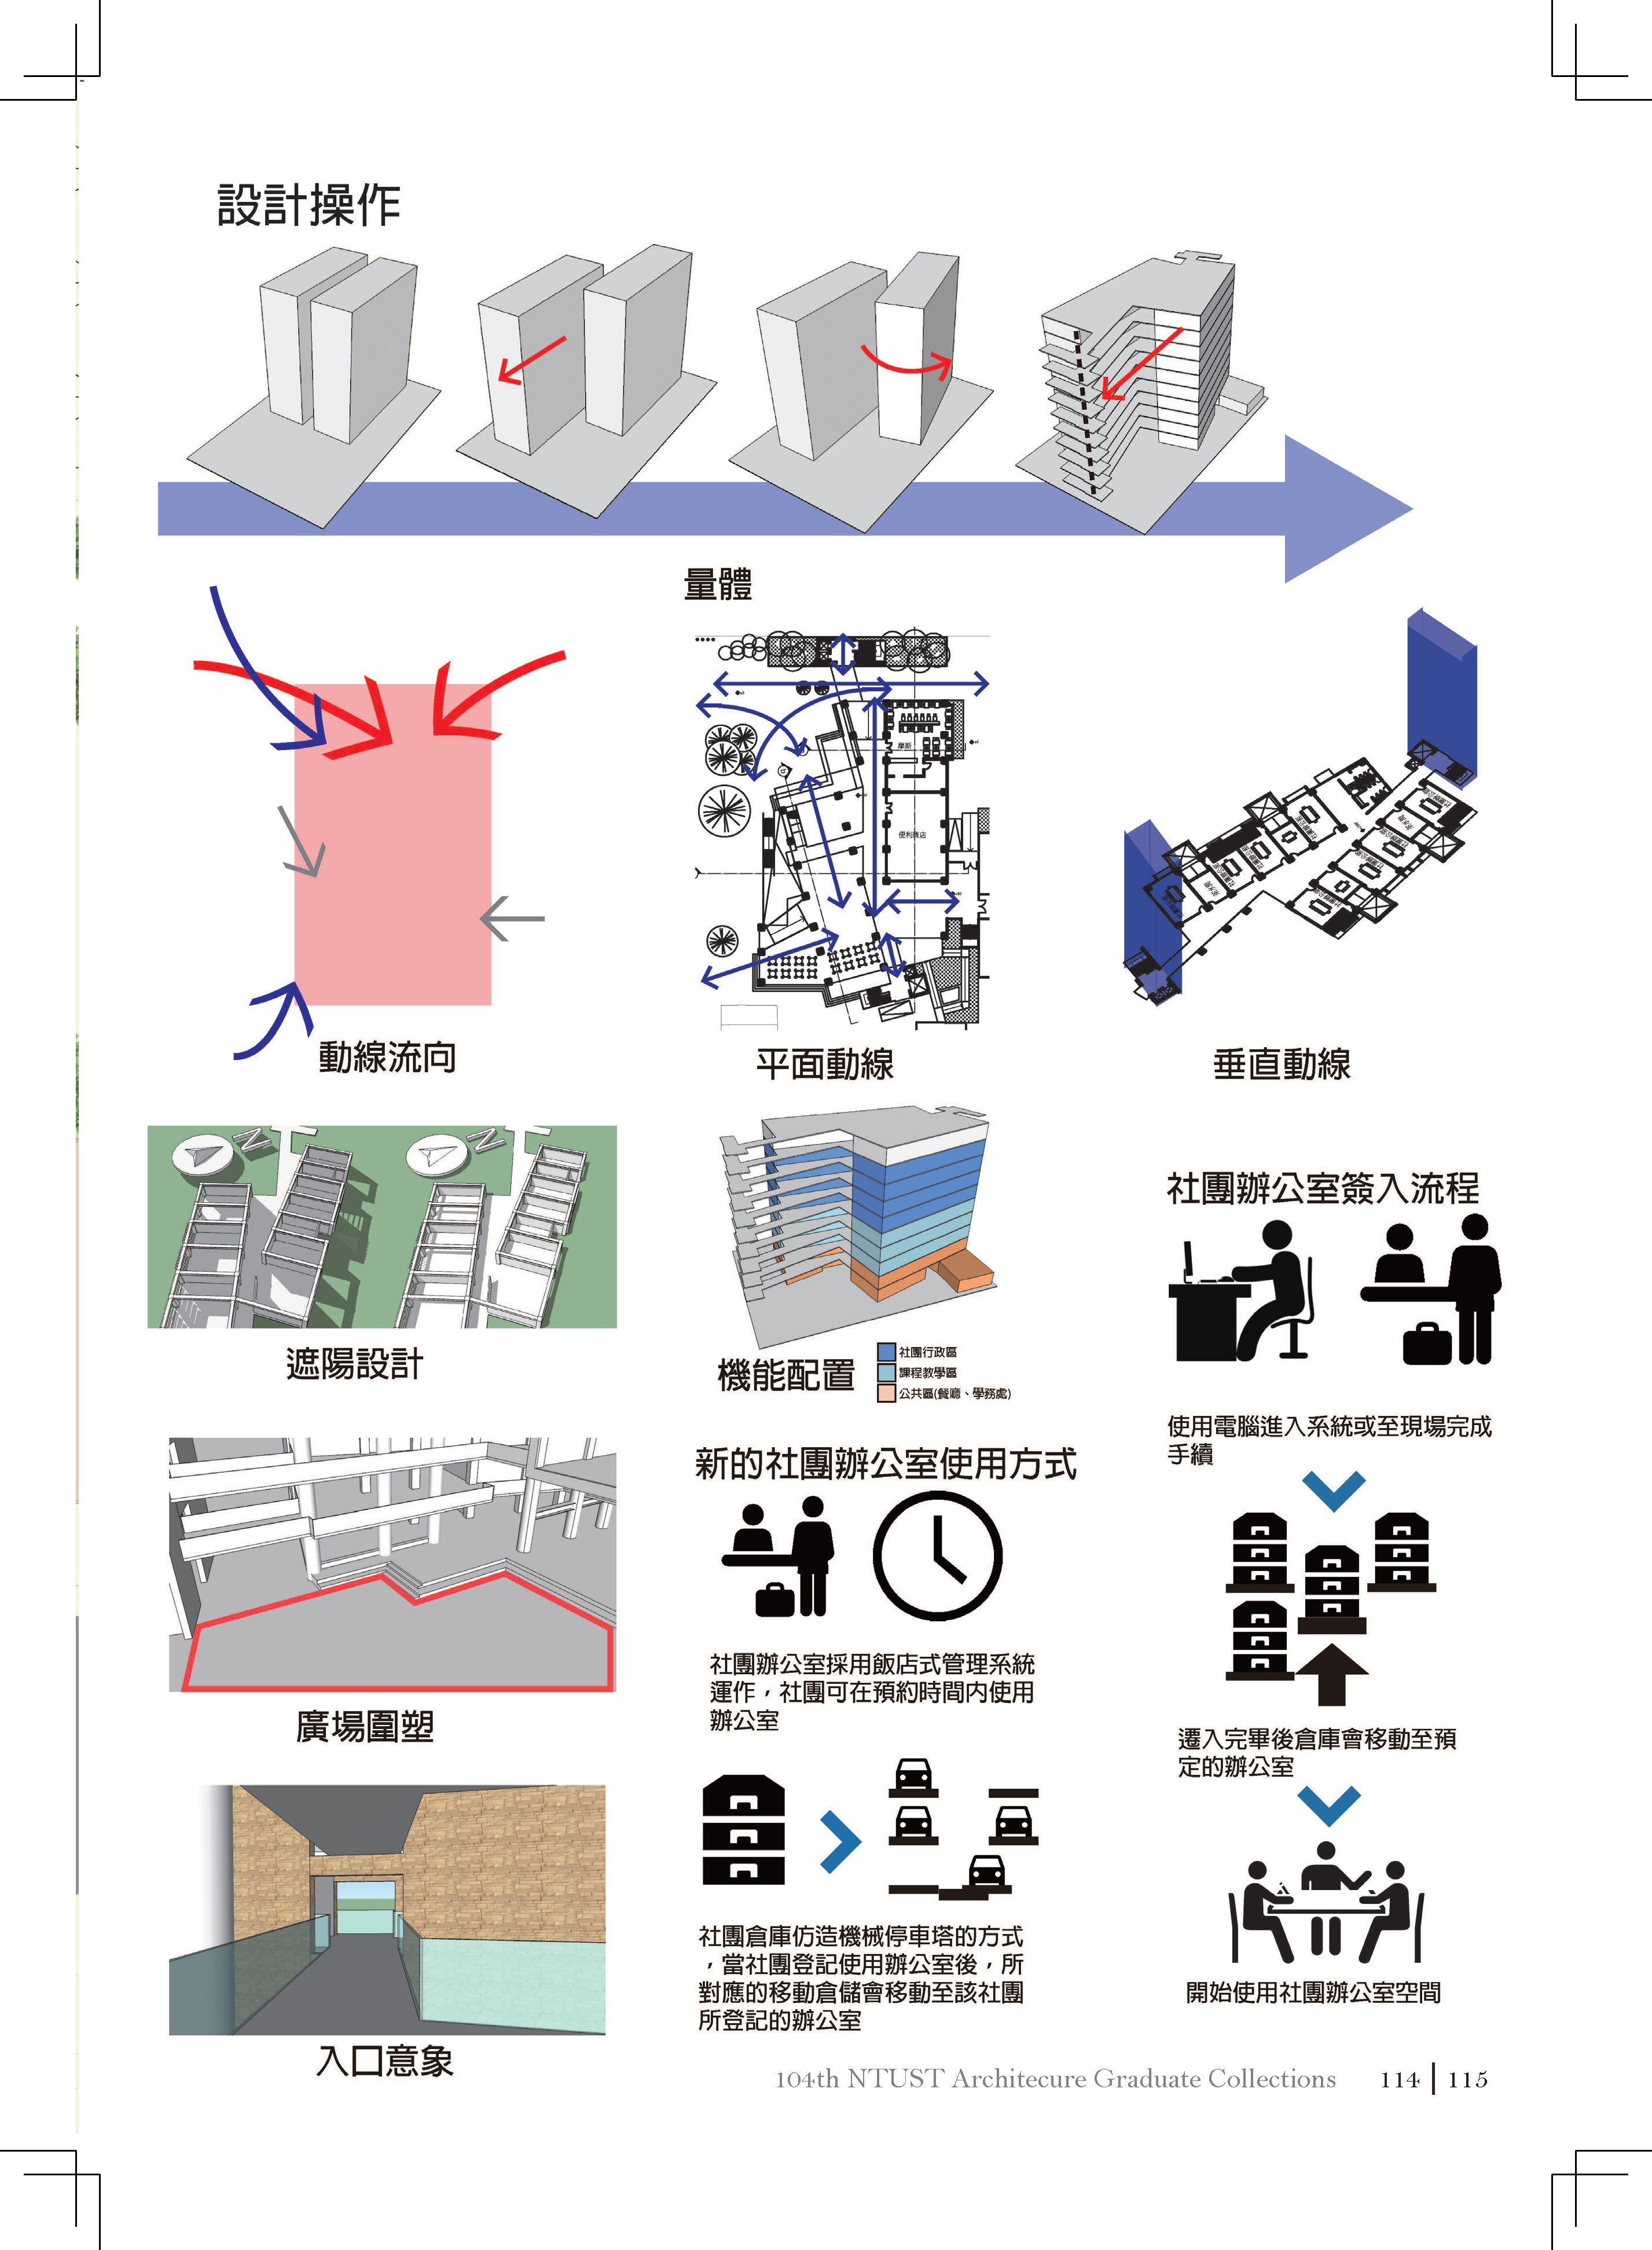 設計操作
量體
摩斯
便利商店
動線流向
平面動線
垂直動線
遮陽設計
機能配置
社團行政區
課程教學區
公共區(餐廳、學務處)
社團辦公室簽入流程
使用電腦進入系統或至現場完成
手續
新的社團辦公室使用方式
社團辦公室採用飯店式管理系統
運作，社團可在預約時間內使用
辦公室
廣場圍塑
遷入完畢後倉庫會移動至預
定的辦公室
社團倉庫仿造機械停車塔的方式
，當社團登記使用辦公室後，所
對應的移動倉儲會移動至該社團
所登記的辦公室
開始使用社團辦公室空間
入口意象
104th NTUST Architecure Graduate Collections 114 | 115